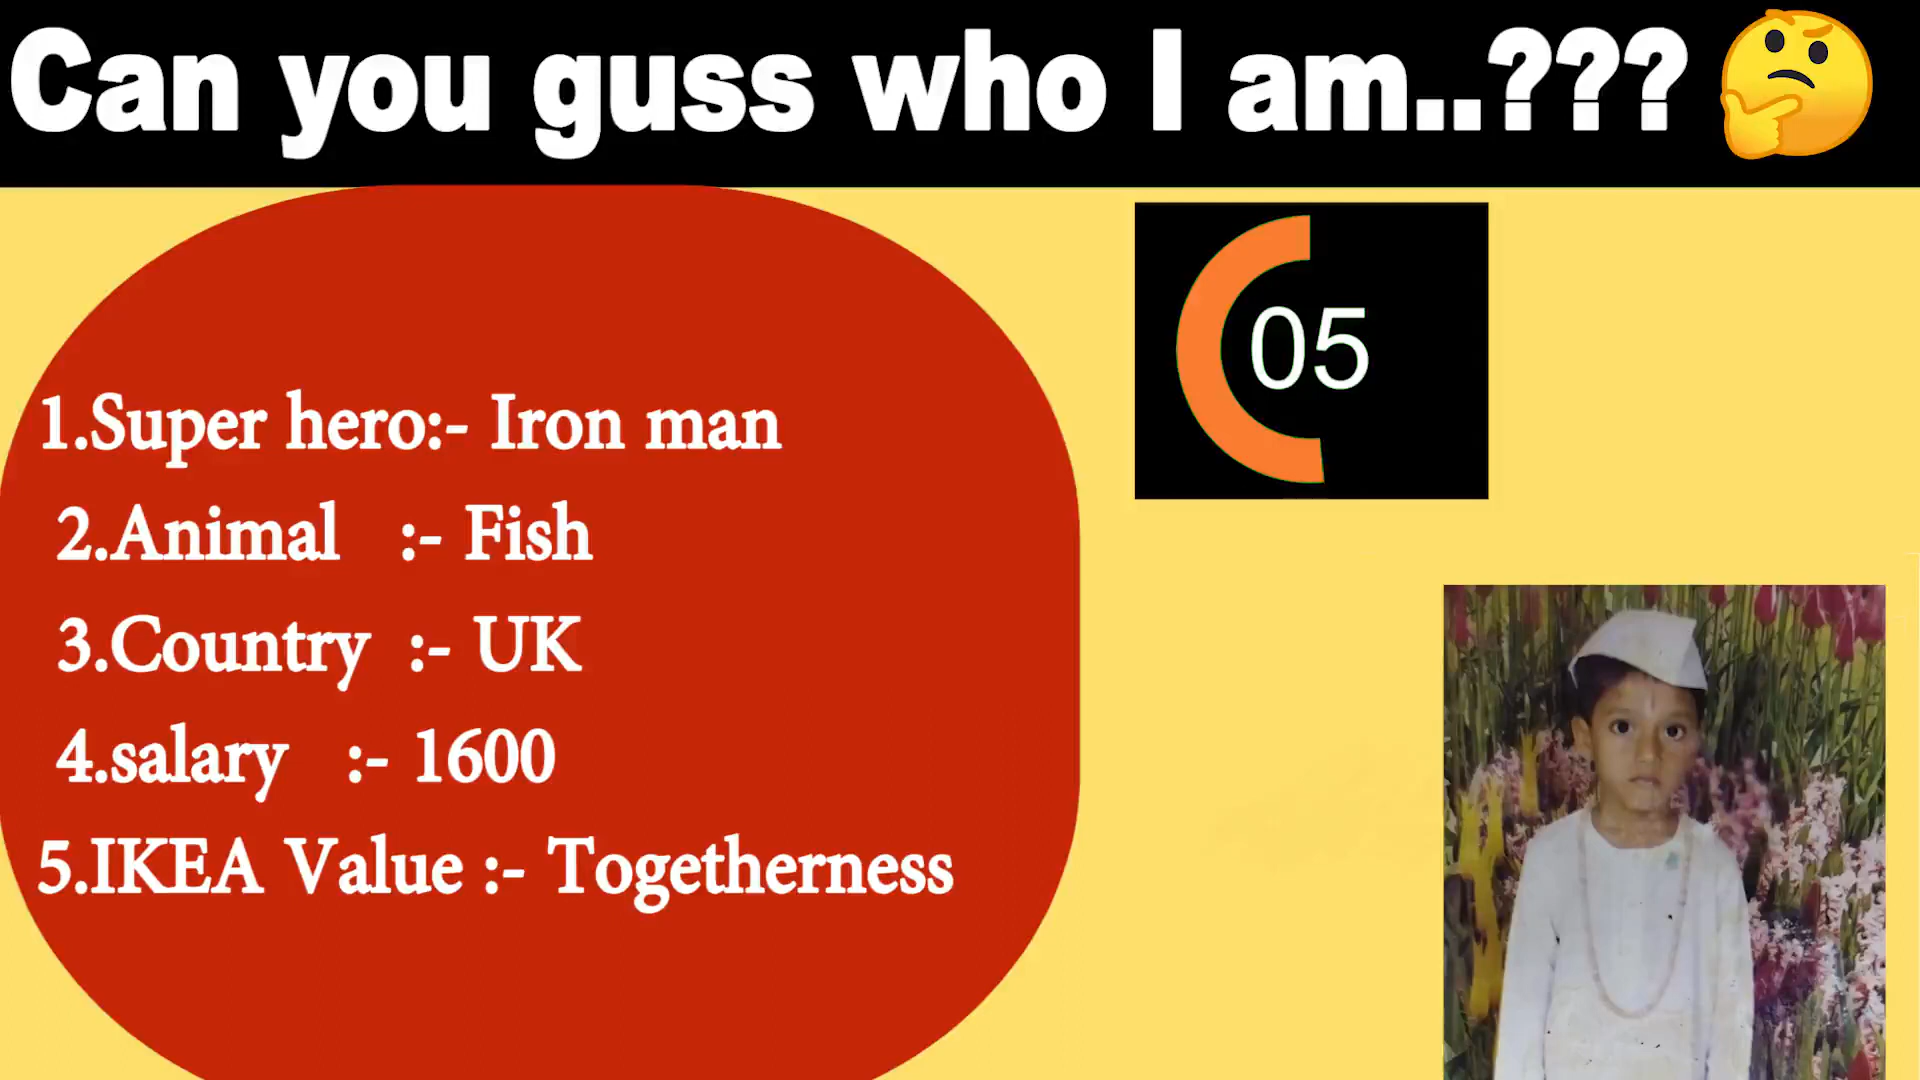 Can you guss who I am..???
05
1.Super hero:- Iron man
2.Animal :- Fish
3.Country :- UK
4.salary :- 1600
5.IKEA Value :- Togetherness